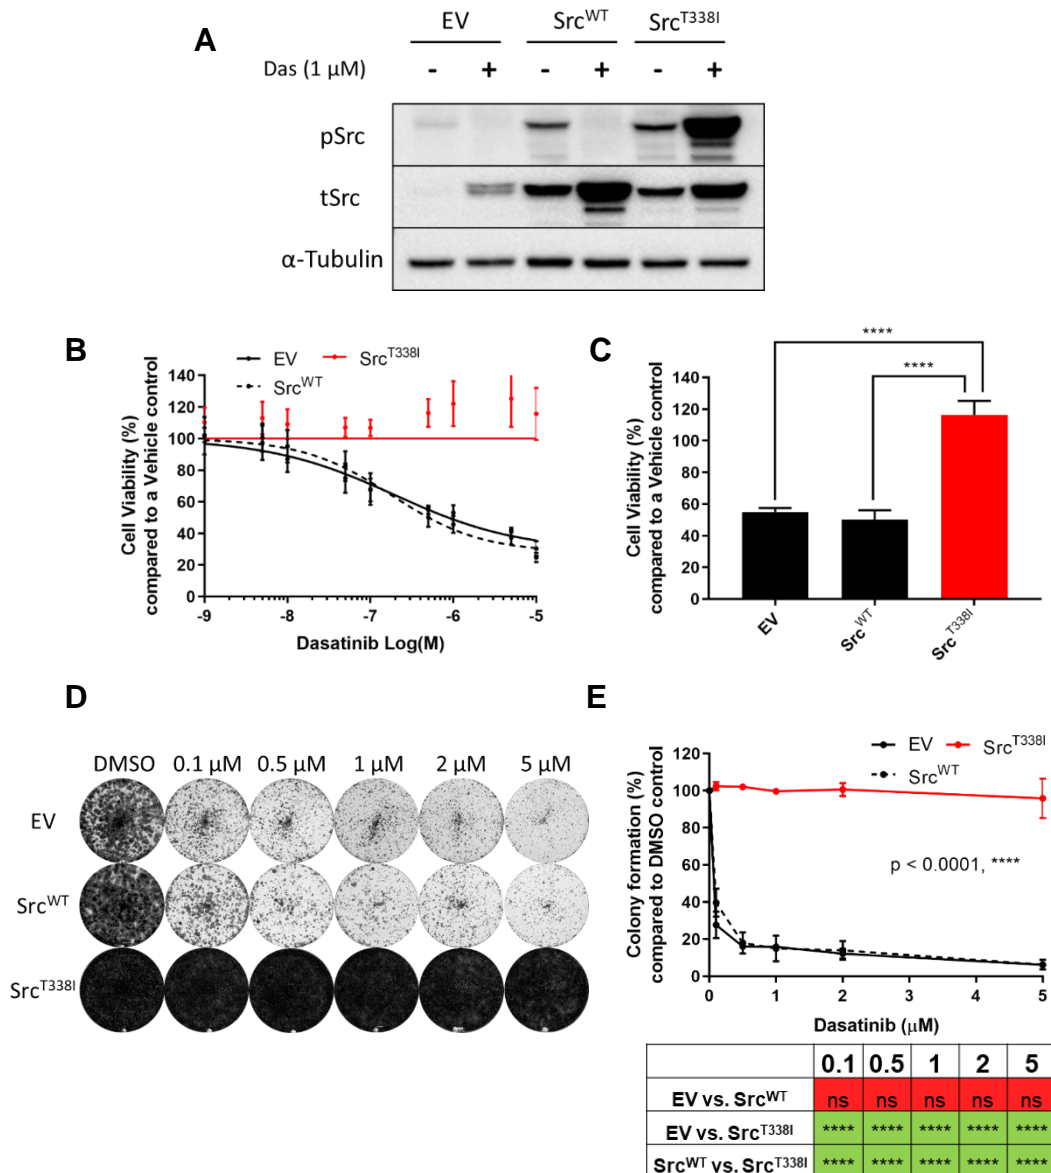 A
EV SrcWT SrcT338I
Das (1 μM) - + - + - +
pSrc
tSrc
α-Tubulin
B
EV SrcT338I
SrcWT
Cell Viability (%)
compared to a Vehicle control
140
120
100
80
60
40
20
0
-9 -8 -7 -6 -5
Dasatinib Log(M)
C
****
****
Cell Viability (%)
compared to a Vehicle control
140
120
100
80
60
40
20
0
EV SrcWT SrcT338I
D
DMSO 0.1 μM 0.5 μM 1 μM 2 μM 5 μM
EV
SrcWT
SrcT338I
E
EV SrcT338I
SrcWT
Colony formation (%)
compared to DMSO control
120
100
80
60
40
20
0
p < 0.0001, ****
0 1 2 3 4 5
Dasatinib (μM)
0.1 0.5 1 2 5
EV vs. SrcWT ns ns ns ns ns
EV vs. SrcT338I **** **** **** **** ****
SrcWT vs. SrcT338I **** **** **** **** ****